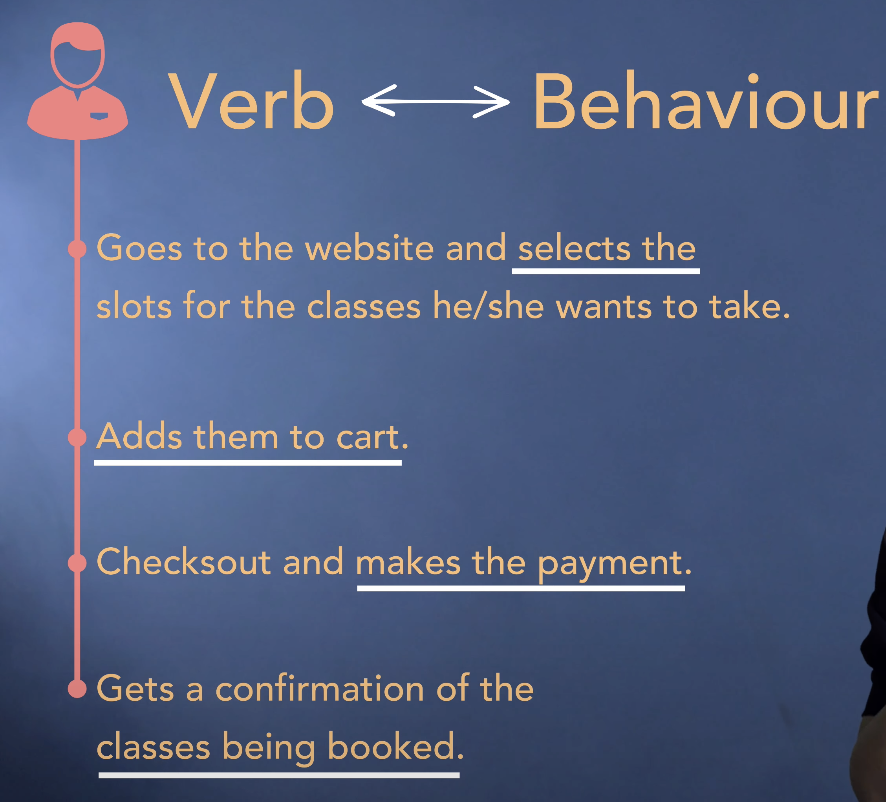 Verb Behaviour
Goes to the website and selects the
slots for the classes he/she wants to take.
Adds them to cart.
Checksout and makes the payment.
Gets a confirmation of the
classes being booked.